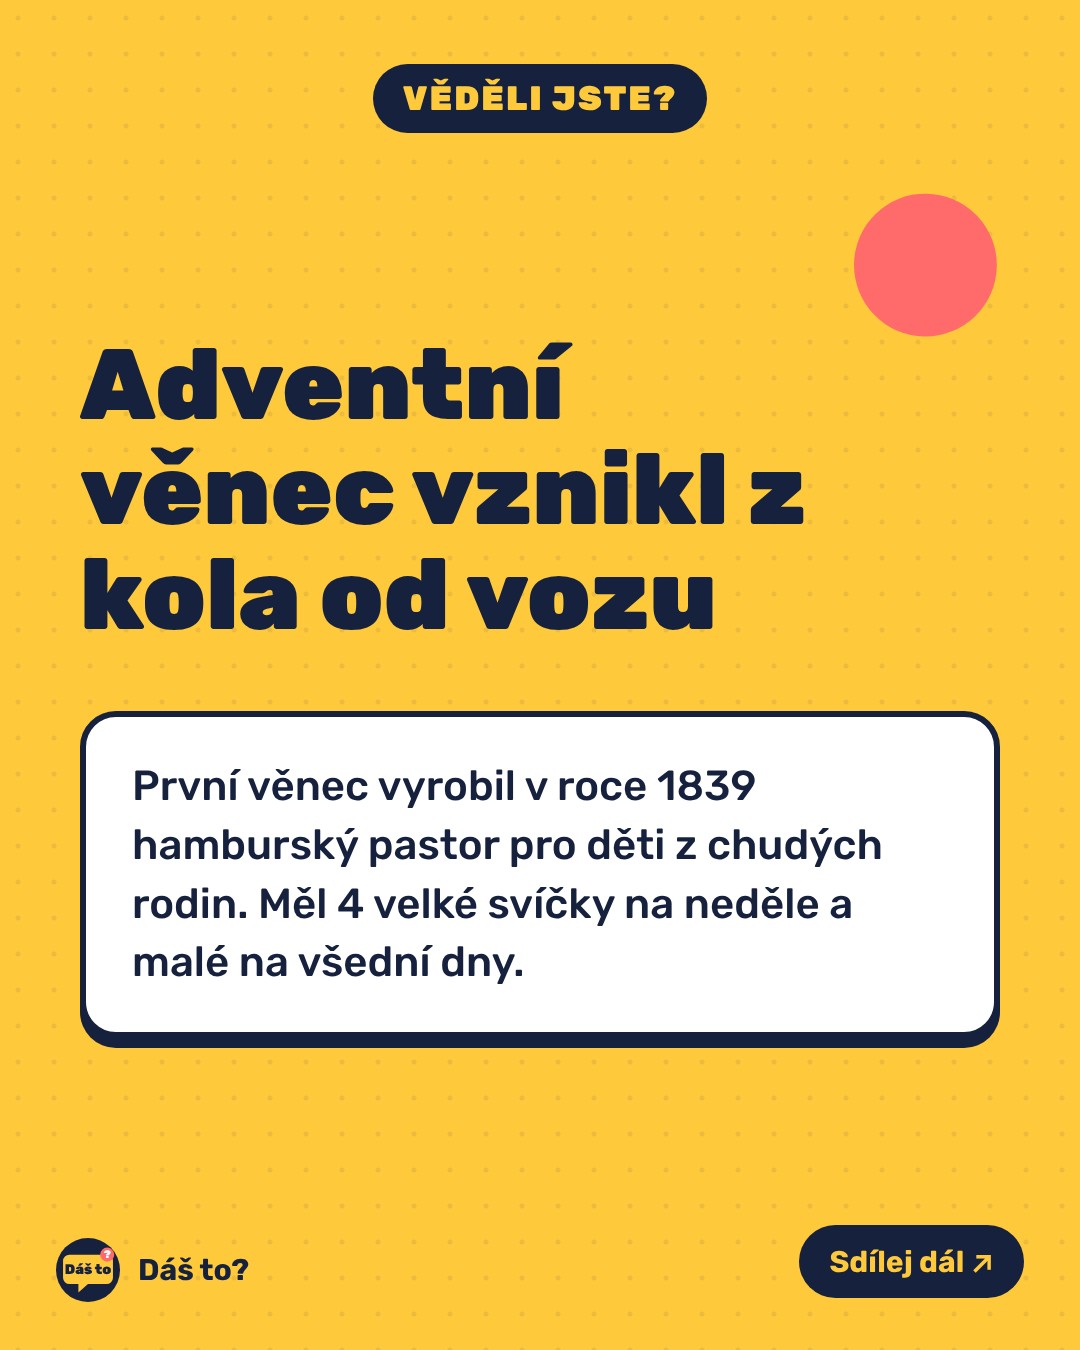 VĚDĚLI JSTE?
Adventní
věnec vznikl z
kola od vozu
První věnec vyrobil v roce 1839
hamburský pastor pro děti z chudých
rodin. Měl 4 velké svíčky na neděle a
malé na všední dny.
Dáš to
?
Dáš to?
Sdílej dál ↗